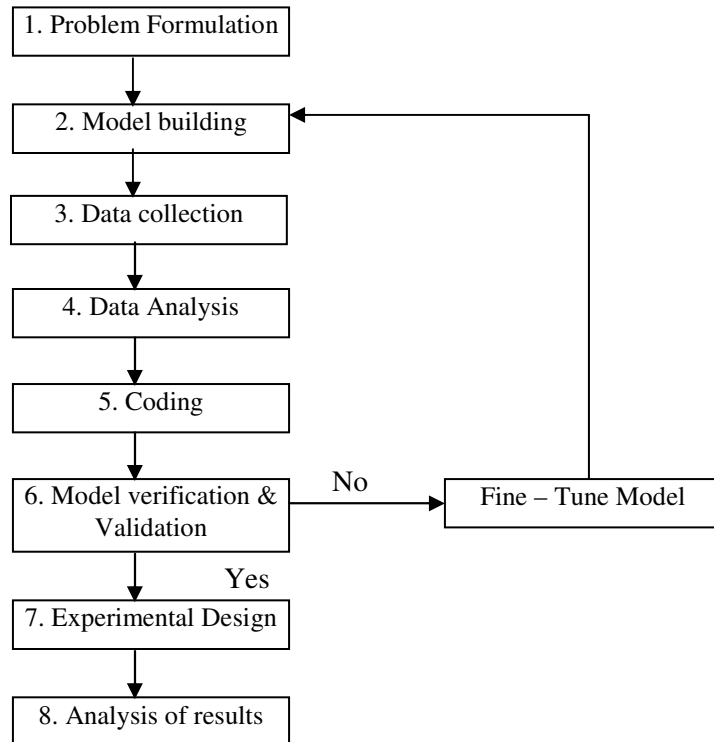 1. Problem Formulation
2. Model building
3. Data collection
4. Data Analysis
5. Coding
6. Model verification &
Validation
No
Fine – Tune Model
Yes
7. Experimental Design
8. Analysis of results